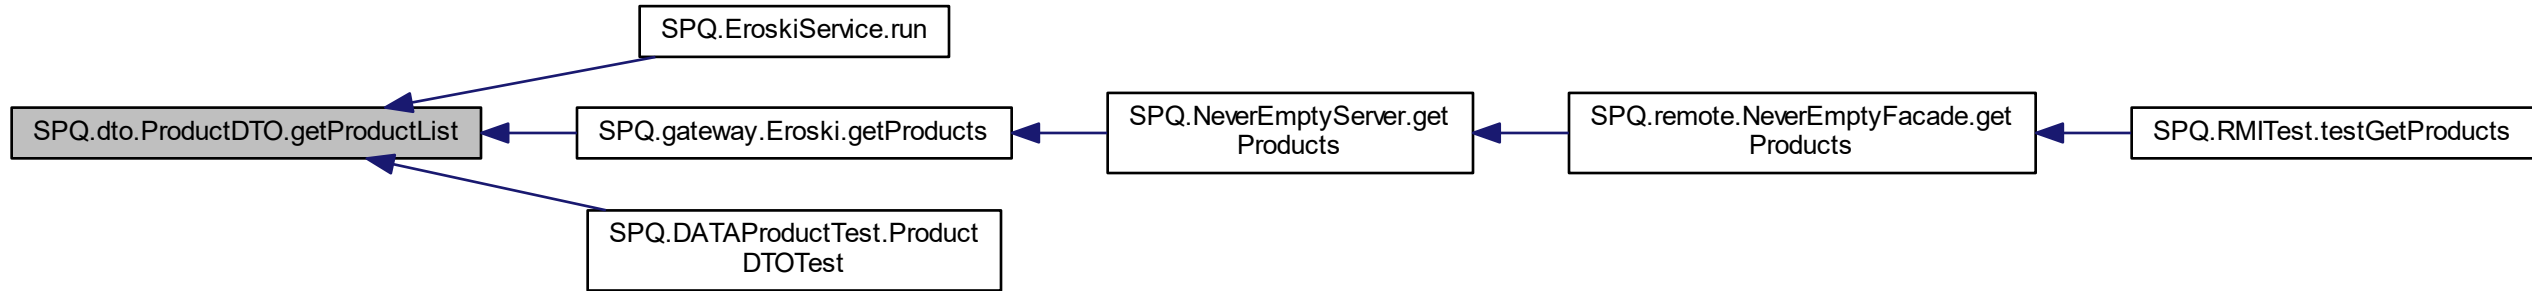 SPQ.EroskiService.run
SPQ.dto.ProductDTO.getProductList
SPQ.gateway.Eroski.getProducts
SPQ.NeverEmptyServer.get
Products
SPQ.remote.NeverEmptyFacade.get
Products
SPQ.RMITest.testGetProducts
SPQ.DATAProductTest.Product
DTOTest